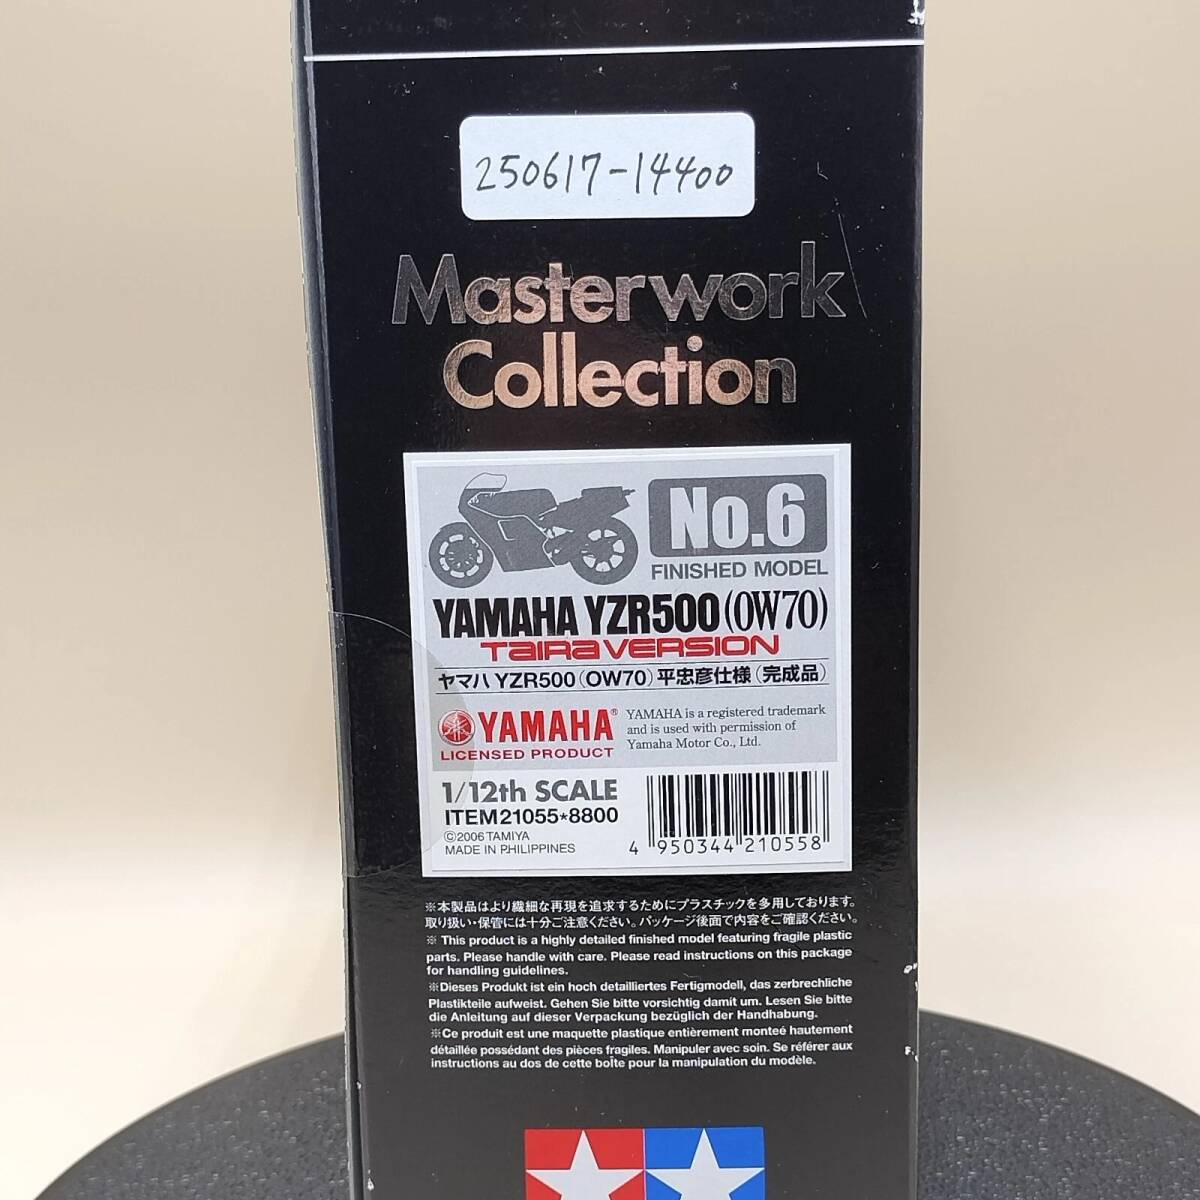 250617-14400
Masterwork
Collection
No.6
FINISHED MODEL
YAMAHA YZR500(0W70)
TaIRa VERSION
ヤマハ YZR500(OW70)平忠彦仕様(完成品)
YAMAHA®
LICENSED PRODUCT
YAMAHA is a registered trademark
and is used with permission of
Yamaha Motor Co., Ltd.
1/12th SCALE
ITEM21055*8800
©2006 TAMIYA
MADE IN PHILIPPINES
4 950344 210558
※本製品はより繊細な再現を追求するためにプラスチックを多用しております。
取り扱い・保管には十分ご注意ください。パッケージ後面で内容をご確認ください。
※ This product is a highly detailed finished model featuring fragile plastic
parts. Please handle with care. Please read instructions on this package
for handling guidelines.
※Dieses Produkt ist ein hoch detailliertes Fertigmodell, das zerbrechliche
Plastikteile aufweist. Gehen Sie bitte vorsichtig damit um. Lesen Sie bitte
die Anleitung auf dieser Verpackung bezüglich der Handhabung.
※Ce produit est une maquette plastique entièrement monteé hautement
détaillée possédant des pièces fragiles. Manipuler avec soin. Se référer aux
instructions au dos de cette boîte pour la manipulation du modèle.